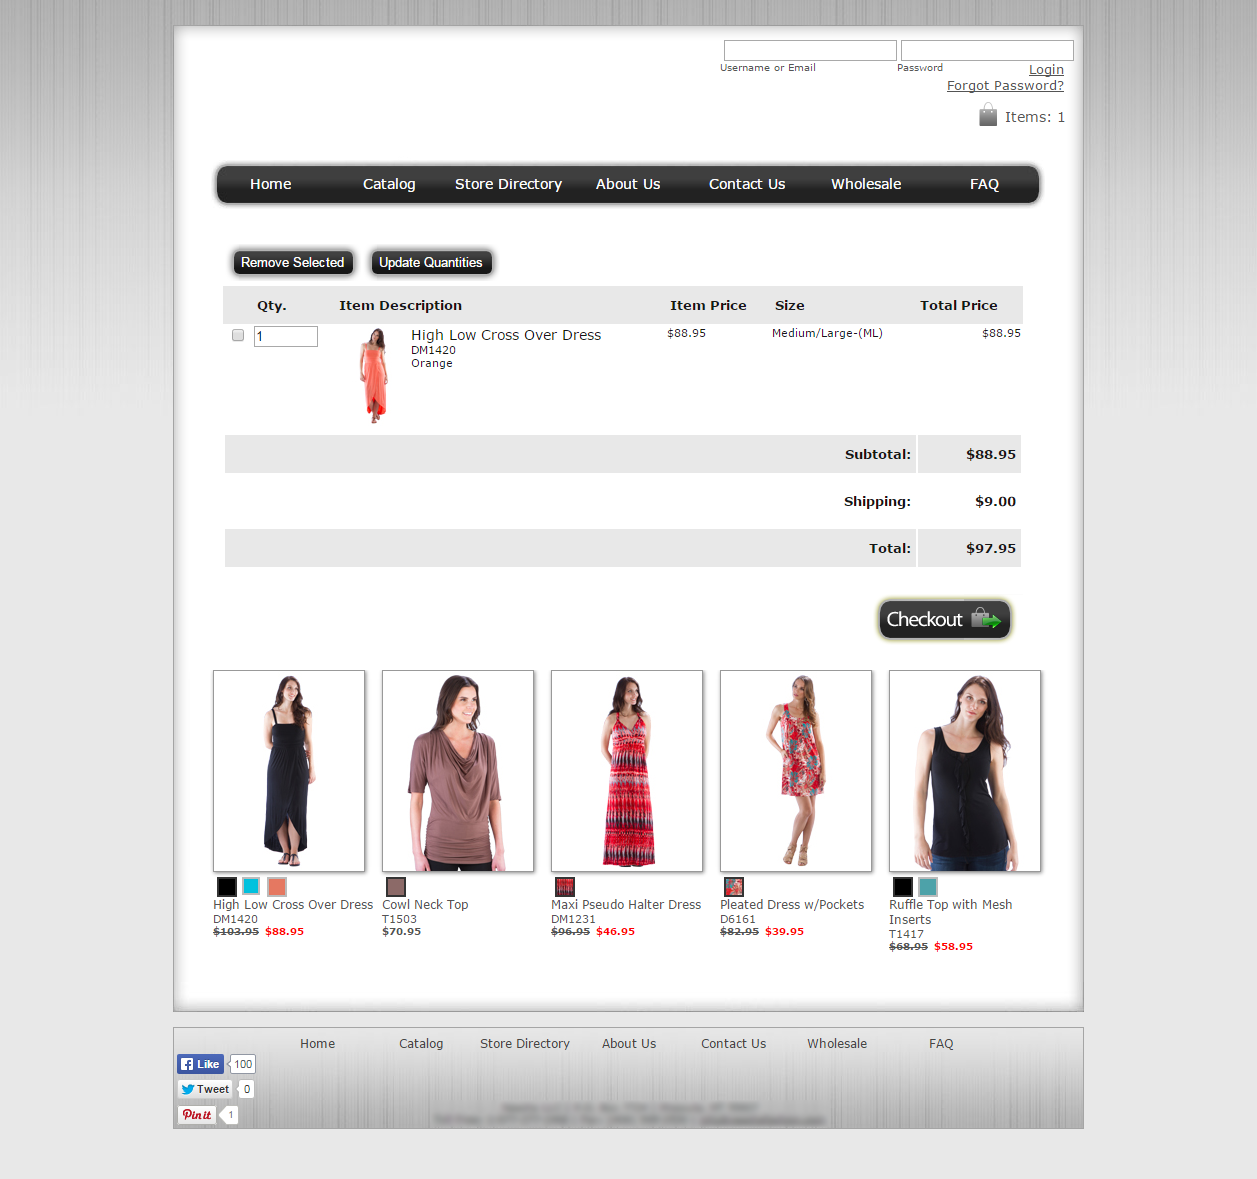 Username or Email
Password
Login
Forgot Password?
Items: 1
Home Catalog Store Directory About Us Contact Us Wholesale FAQ
Remove Selected Update Quantities
Qty. Item Description Item Price Size Total Price
1 High Low Cross Over Dress $88.95 Medium/Large-(ML) $88.95
DM1420
Orange
Subtotal: $88.95
Shipping: $9.00
Total: $97.95
Checkout
High Low Cross Over Dress
DM1420
$103.95 $88.95
Cowl Neck Top
T1503
$70.95
Maxi Pseudo Halter Dress
DM1231
$96.95 $46.95
Pleated Dress w/Pockets
D6161
$82.95 $39.95
Ruffle Top with Mesh
Inserts
T1417
$68.95 $58.95
Home Catalog Store Directory About Us Contact Us Wholesale FAQ
Like 100
Tweet 0
Pinit 1